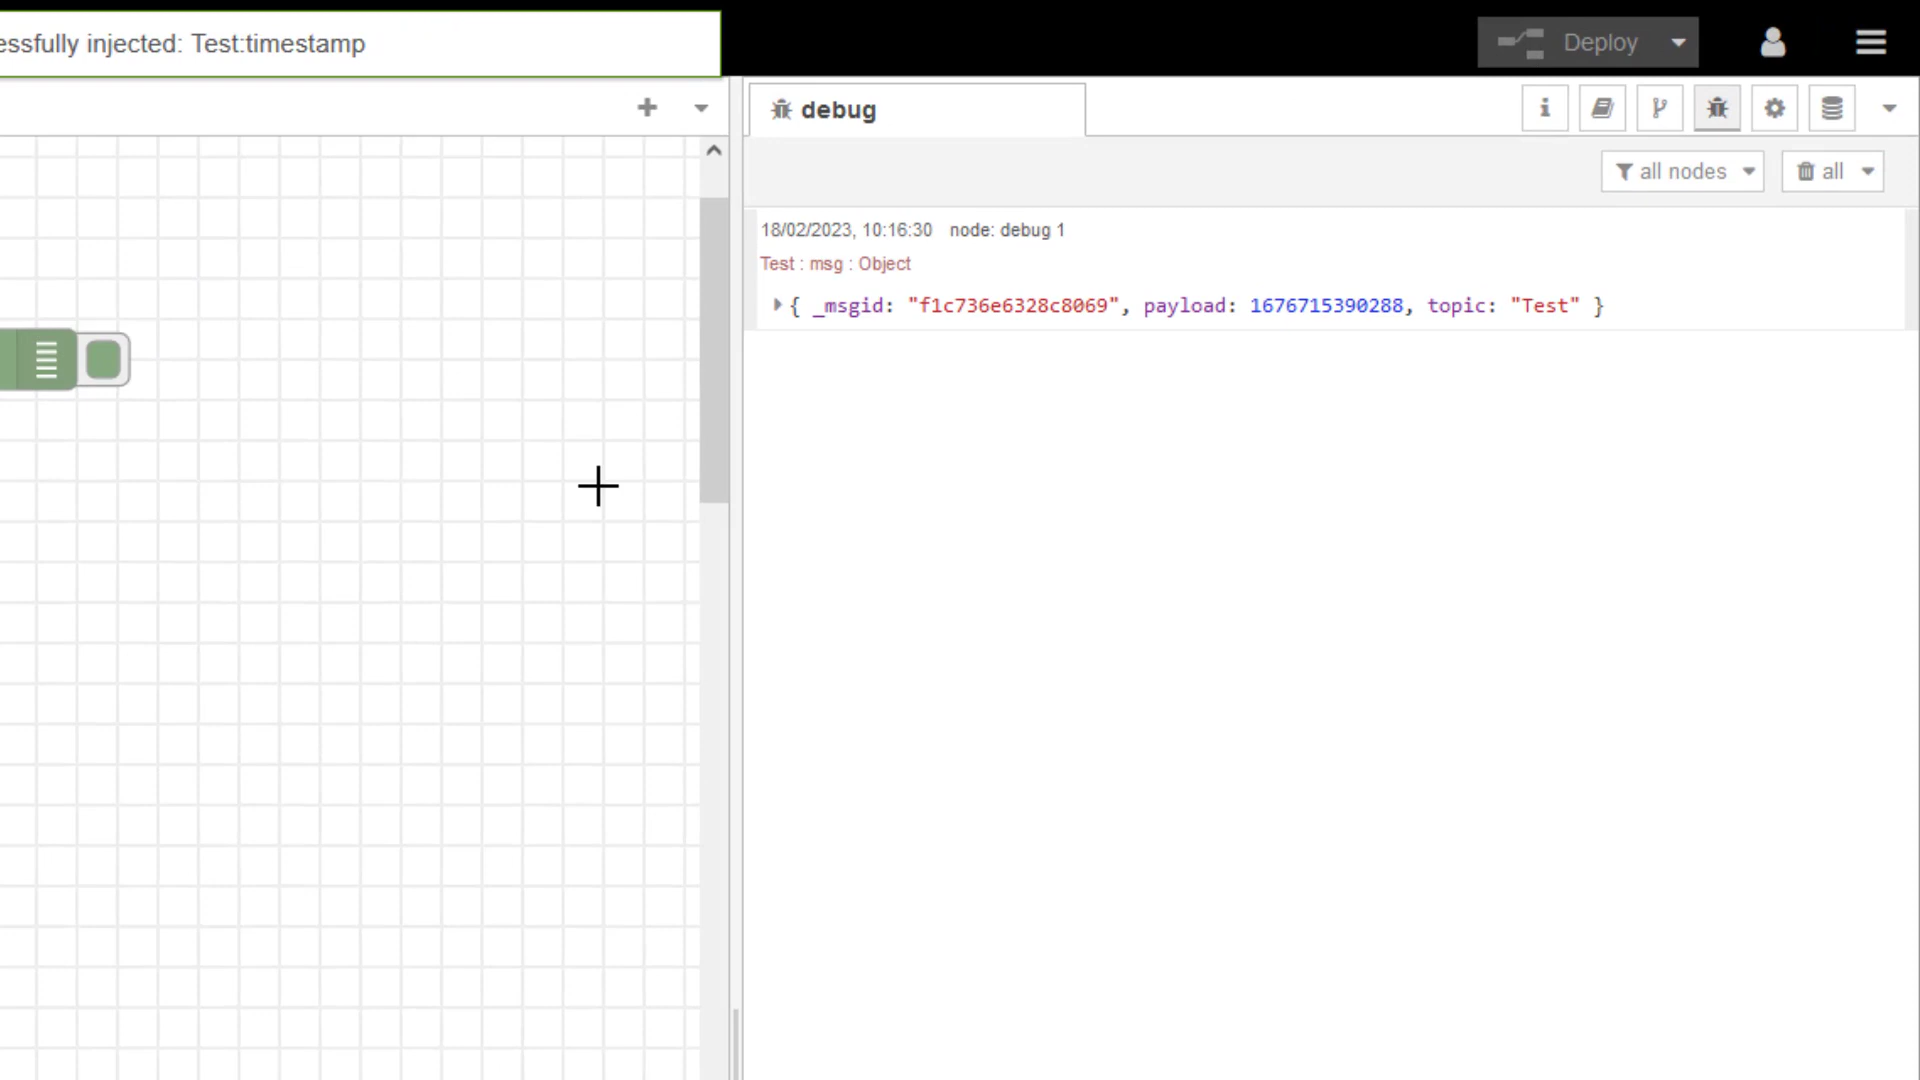 essfully injected: Test:timestamp
Deploy
debug
all nodes
all
18/02/2023, 10:16:30 node: debug 1
Test : msg : Object
{ _msgid: "f1c736e6328c8069", payload: 1676715390288, topic: "Test" }